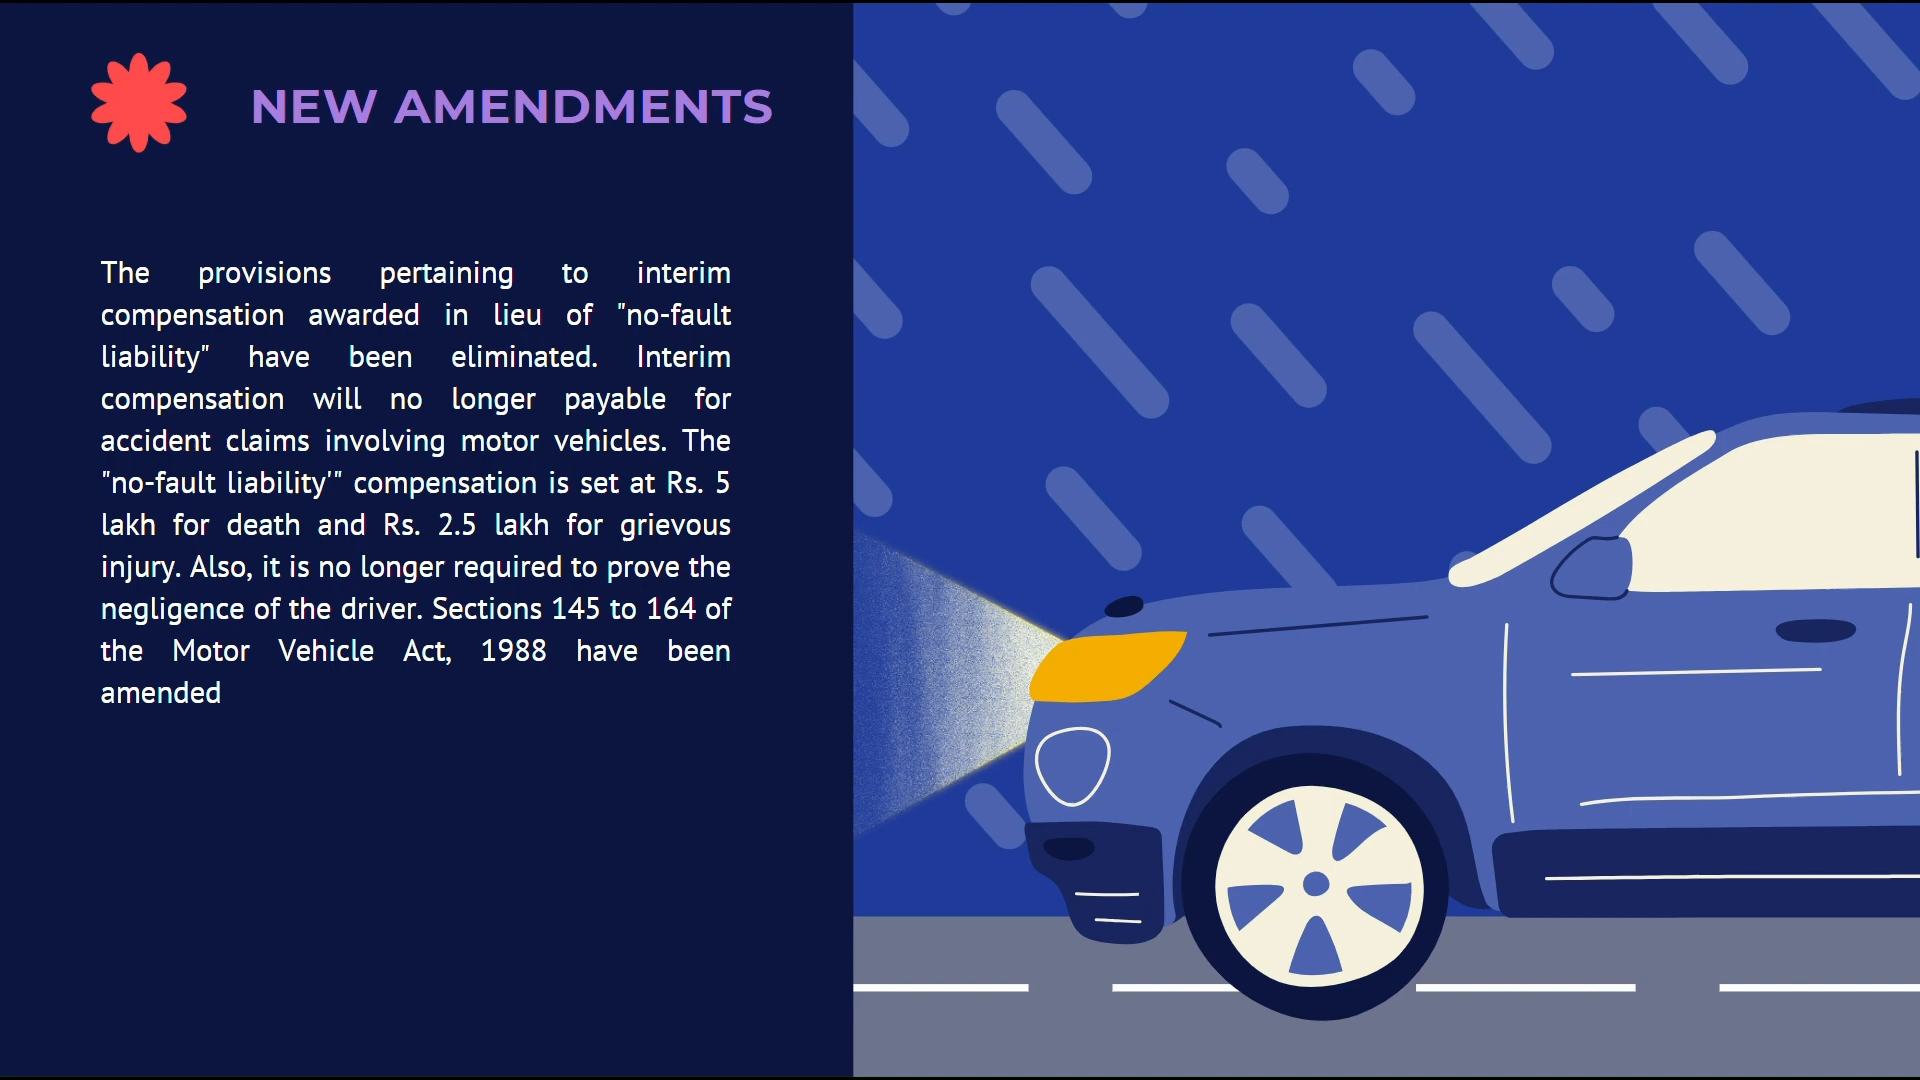 NEW AMENDMENTS
The provisions pertaining to interim
compensation awarded in lieu of "no-fault
liability" have been eliminated. Interim
compensation will no longer payable for
accident claims involving motor vehicles. The
"no-fault liability'" compensation is set at Rs. 5
lakh for death and Rs. 2.5 lakh for grievous
injury. Also, it is no longer required to prove the
negligence of the driver. Sections 145 to 164 of
the Motor Vehicle Act, 1988 have been
amended